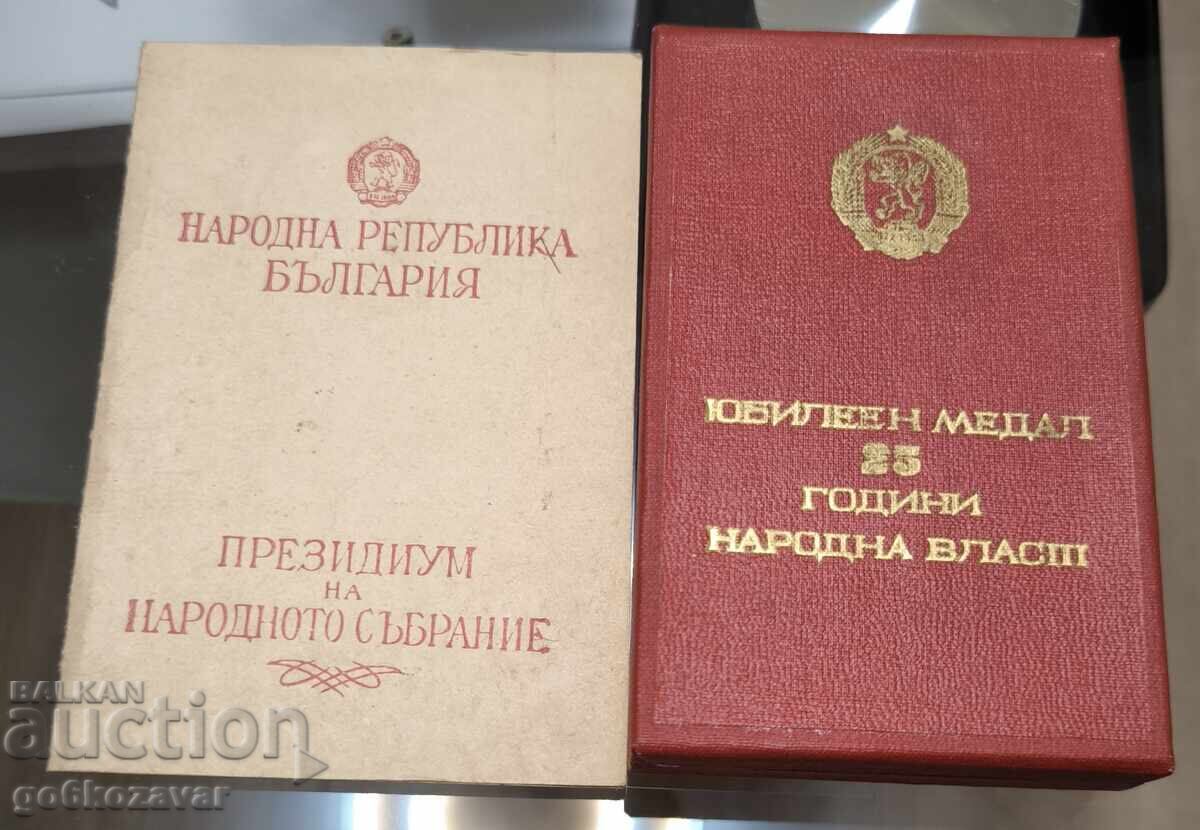 НАРОДНА РЕПУБЛИКА
БЪЛГАРИЯ
ПРЕЗИДИУМ
НА
НАРОДНОТО СЪБРАНИЕ
ЮБИЛЕЕН МЕДАЛ
25
ГОДИНИ
НАРОДНА ВЛАСТ
BALKAN
auction
go6kozavar